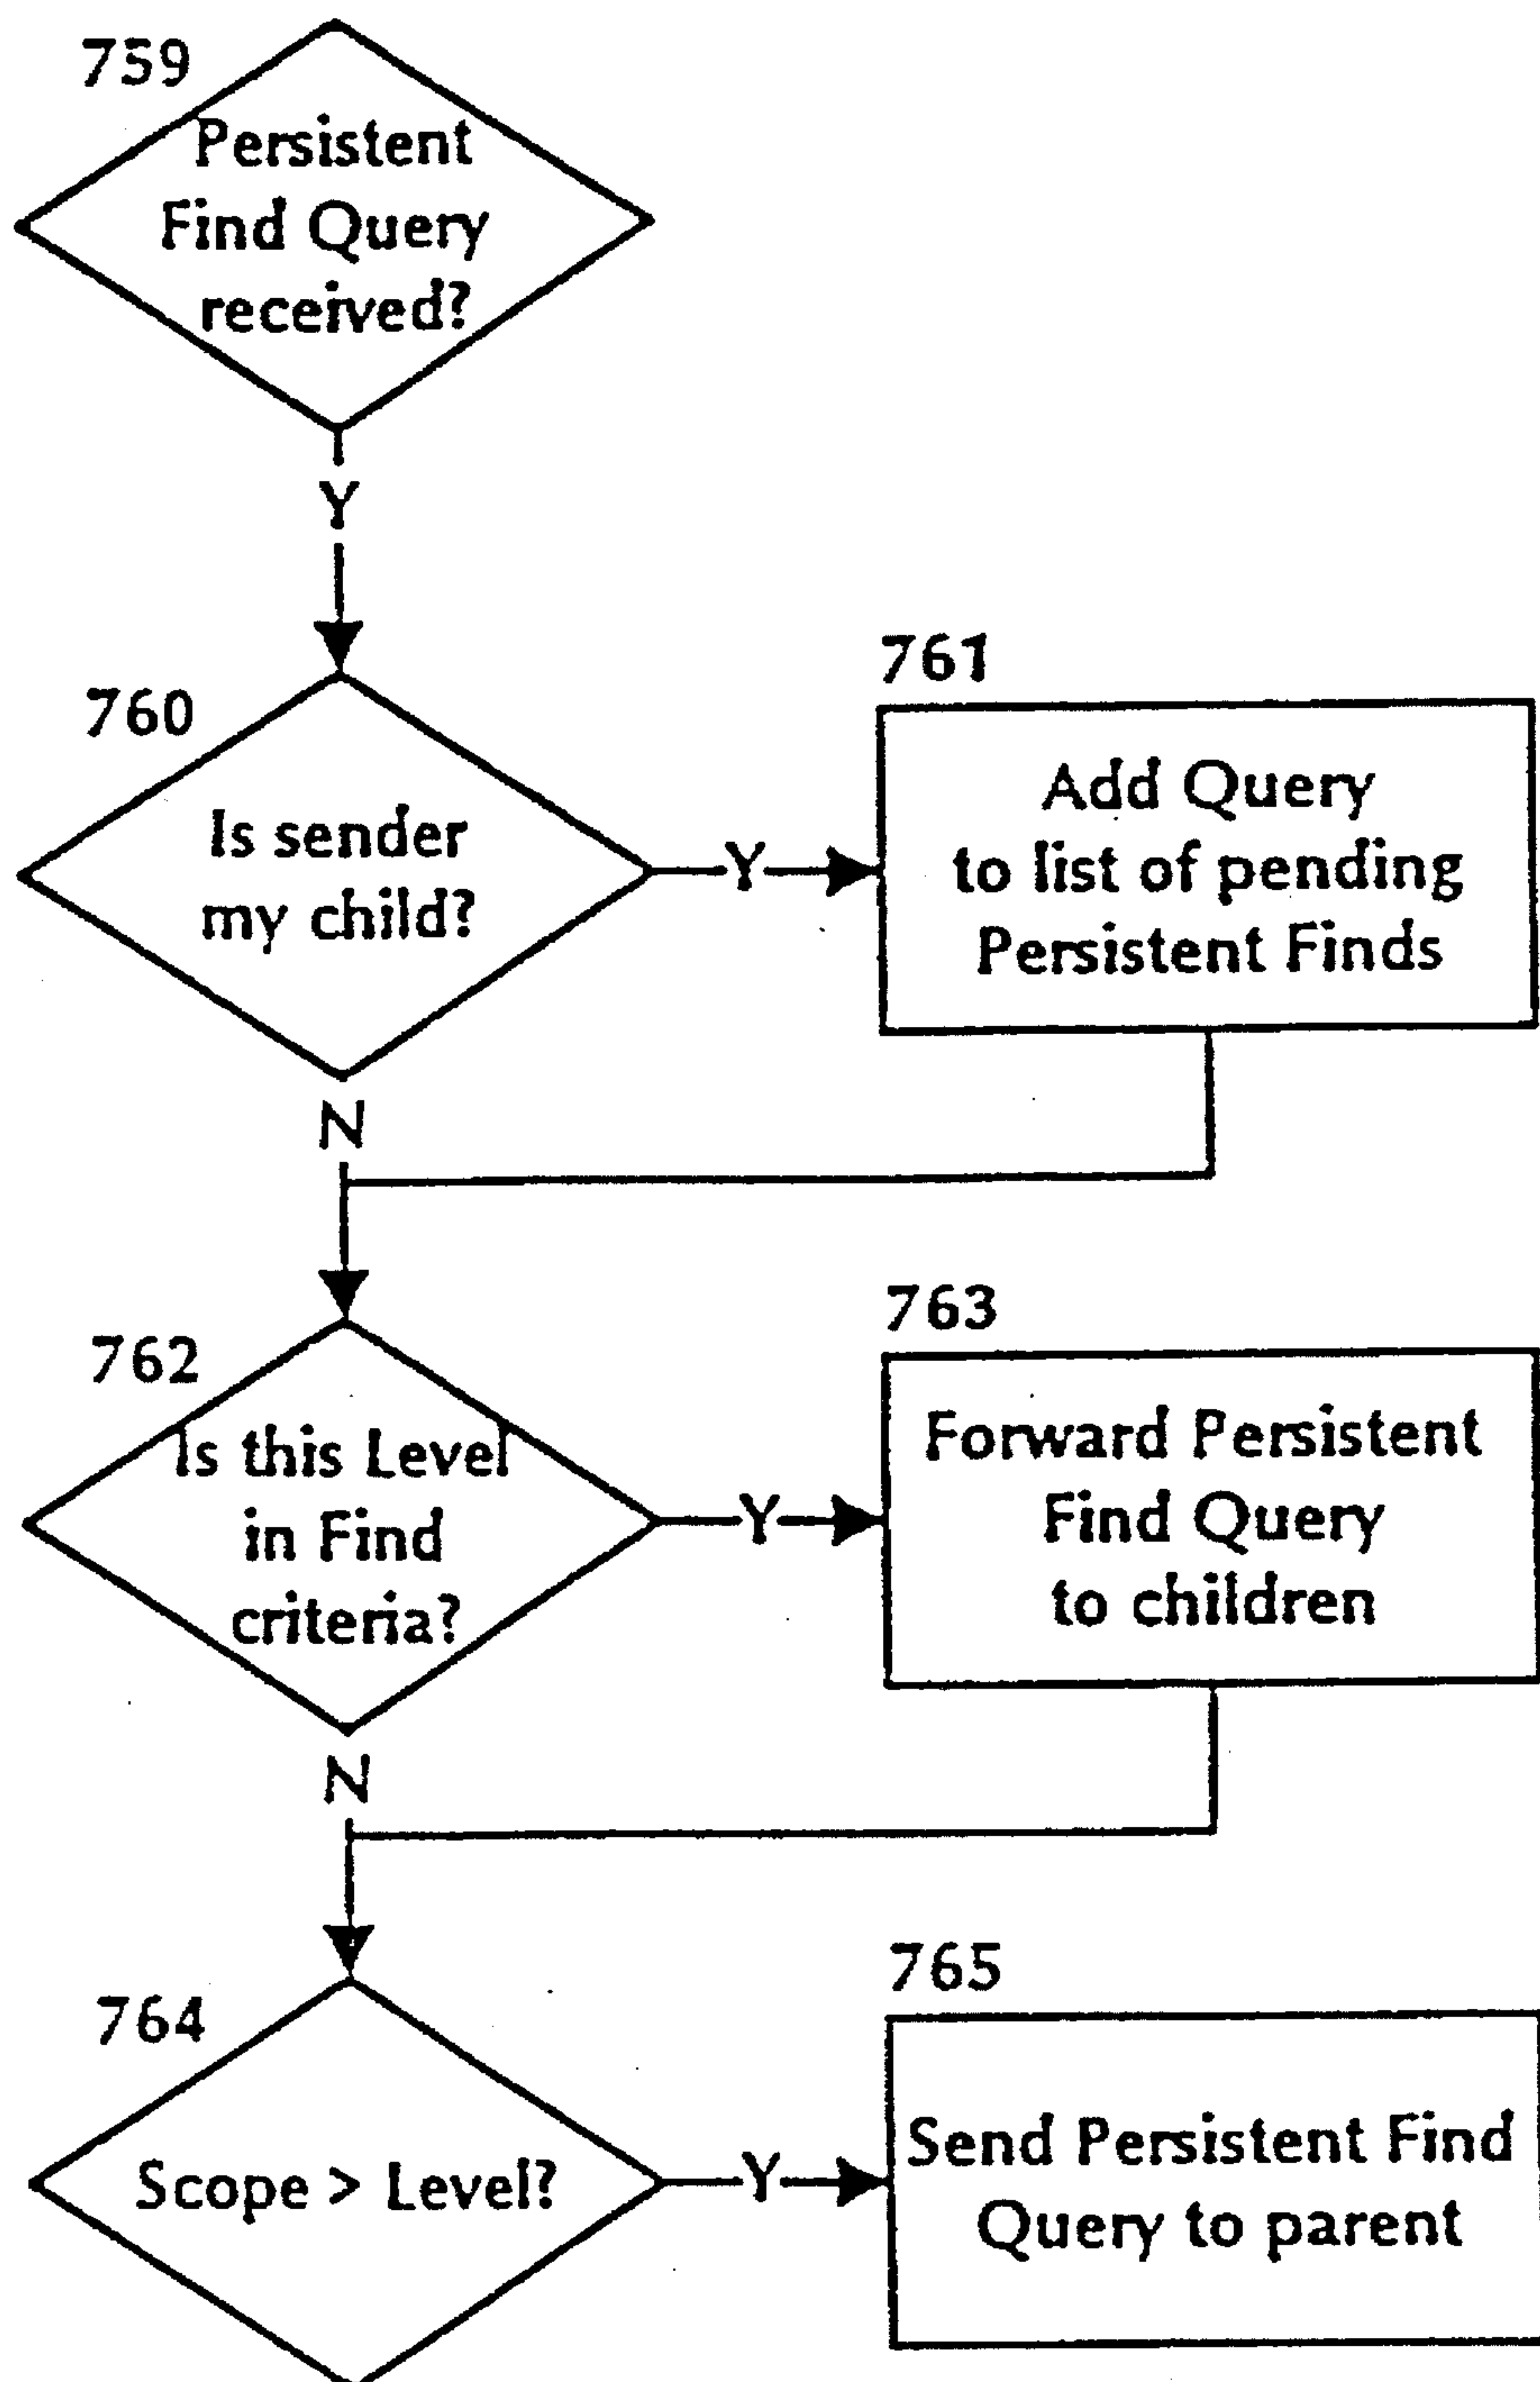 759
Persistent
Find Query
received?
Y
760
Is sender
my child?
Y
761
Add Query
to list of pending
Persistent Finds
N
762
Is this Level
in Find
criteria?
Y
763
Forward Persistent
Find Query
to children
N
764
Scope > Level?
Y
765
Send Persistent Find
Query to parent